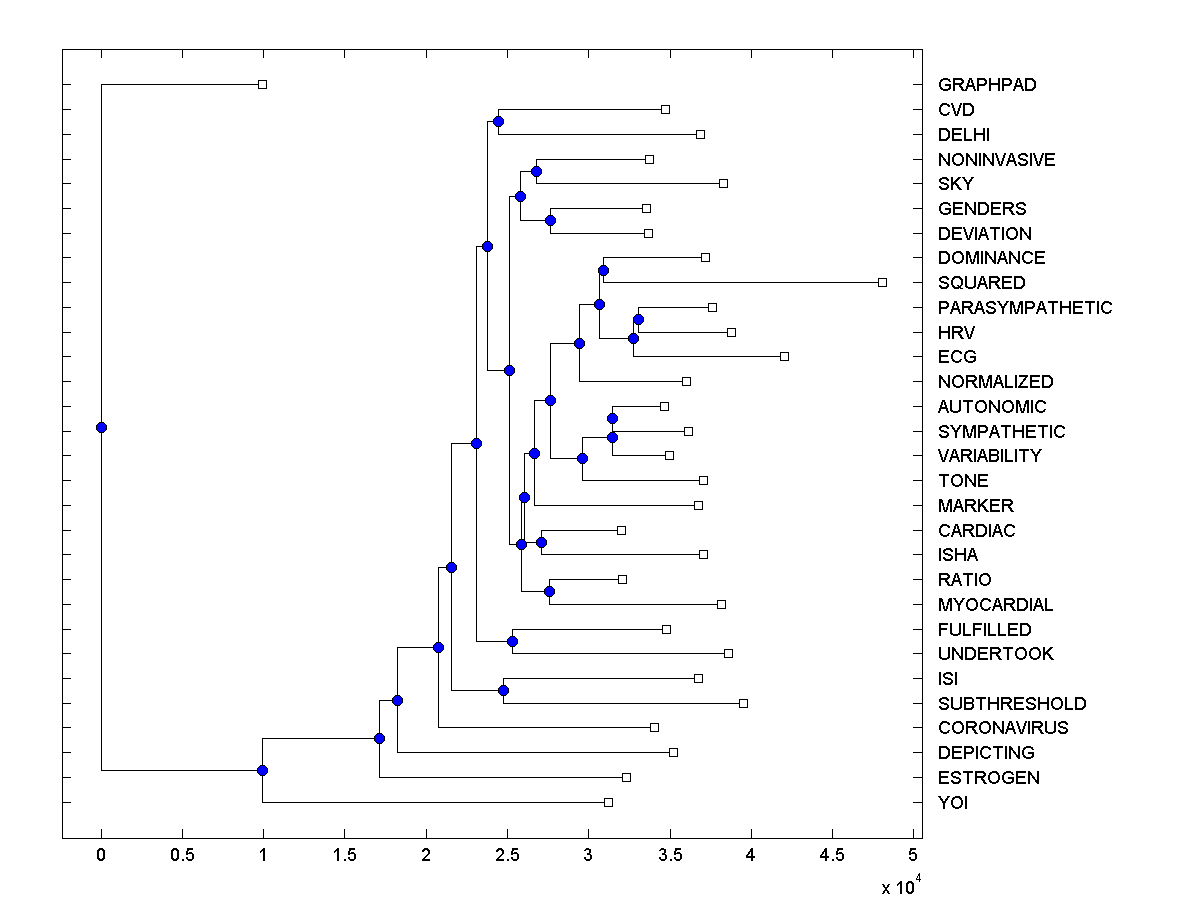 GRAPHPAD
CVD
DELHI
NONINVASIVE
SKY
GENDERS
DEVIATION
DOMINANCE
SQUARED
PARASYMPATHETIC
HRV
ECG
NORMALIZED
AUTONOMIC
SYMPATHETIC
VARIABILITY
TONE
MARKER
CARDIAC
ISHA
RATIO
MYOCARDIAL
FULFILLED
UNDERTOOK
ISI
SUBTHRESHOLD
CORONAVIRUS
DEPICTING
ESTROGEN
YOI
0 0.5 1 1.5 2 2.5 3 3.5 4 4.5 5
x 10^4